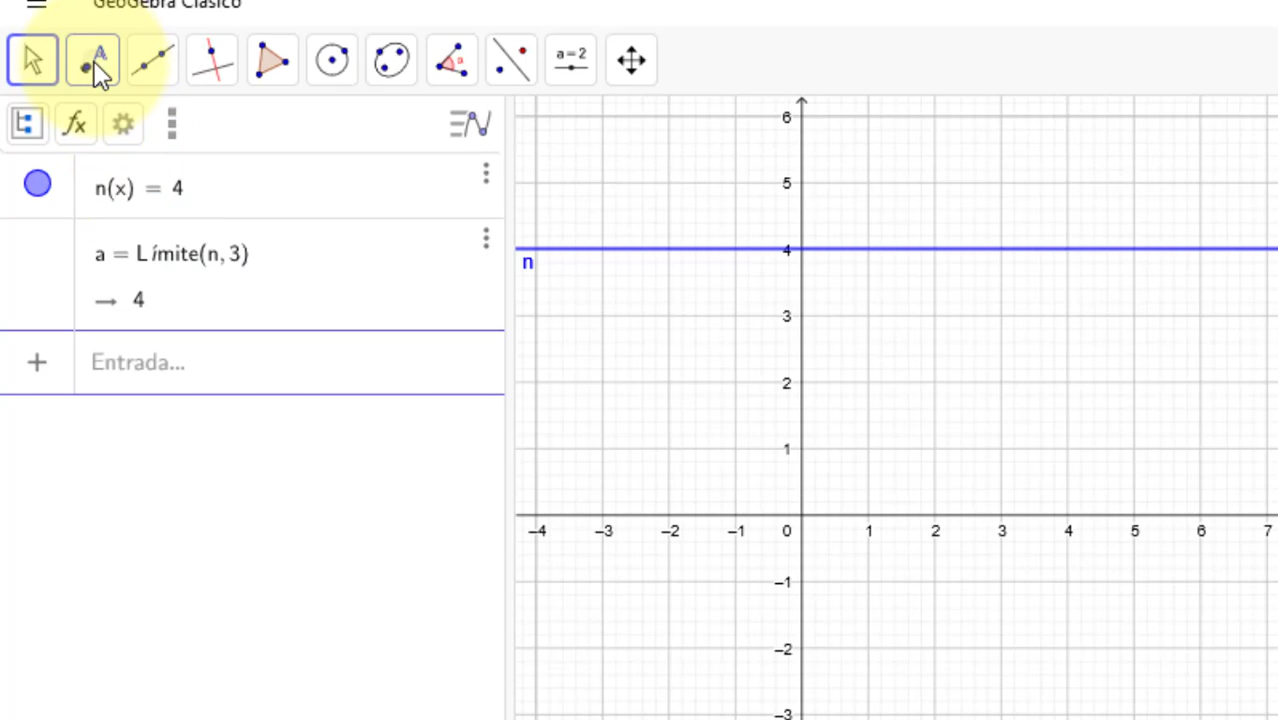 GeoGebra Clásico
A
α
a=2
fx
n(x) = 4
a = Límite(n, 3)
→ 4
+ Entrada...
6
5
4
n
3
2
1
–4 –3 –2 –1 0 1 2 3 4 5 6 7
–1
–2
–3